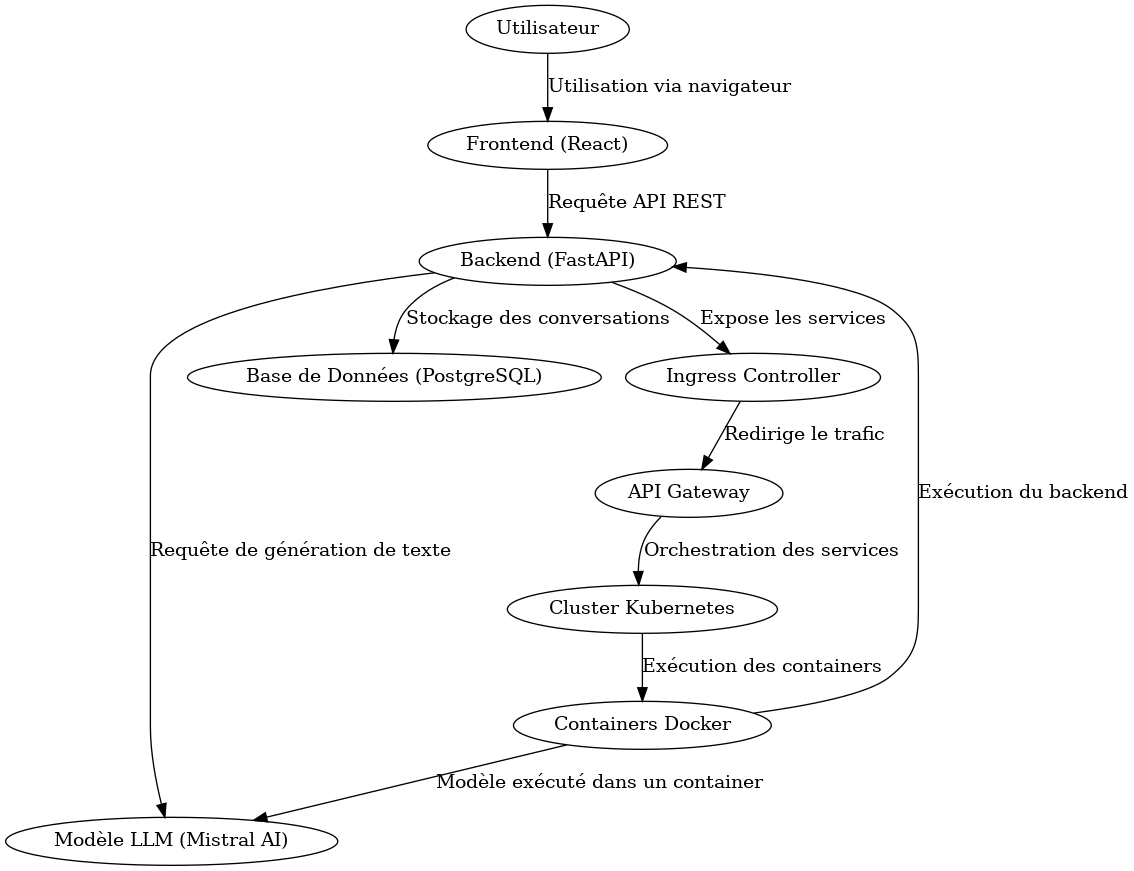 Utilisateur
Utilisation via navigateur
Frontend (React)
Requête API REST
Backend (FastAPI)
Stockage des conversations
Expose les services
Base de Données (PostgreSQL)
Ingress Controller
Redirige le trafic
API Gateway
Exécution du backend
Requête de génération de texte
Orchestration des services
Cluster Kubernetes
Exécution des containers
Containers Docker
Modèle exécuté dans un container
Modèle LLM (Mistral AI)